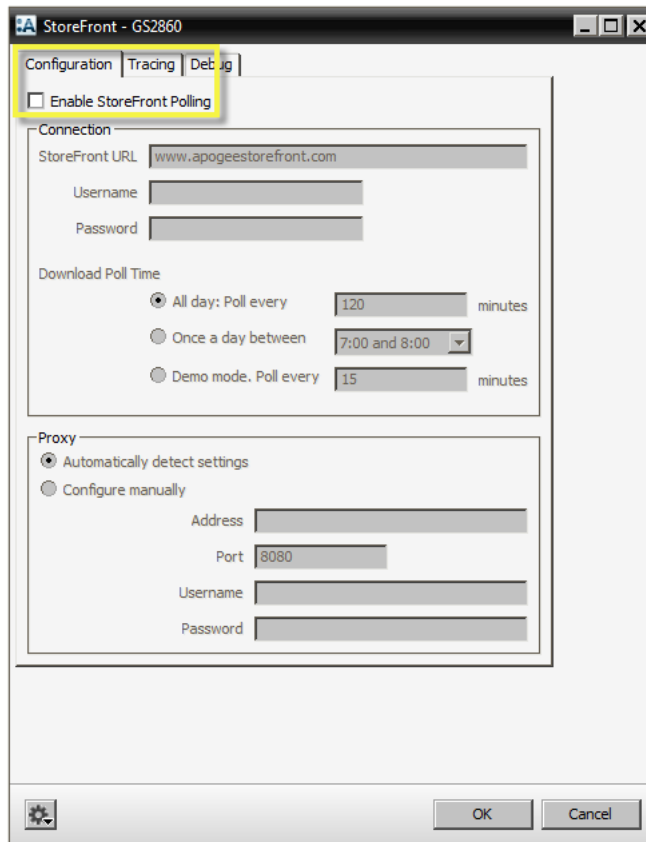 StoreFront - GS2860
Configuration Tracing Debug
Enable StoreFront Polling
Connection
StoreFront URL www.apogeestorefront.com
Username
Password
Download Poll Time
All day: Poll every 120 minutes
Once a day between 7:00 and 8:00
Demo mode. Poll every 15 minutes
Proxy
Automatically detect settings
Configure manually
Address
Port 8080
Username
Password
OK Cancel